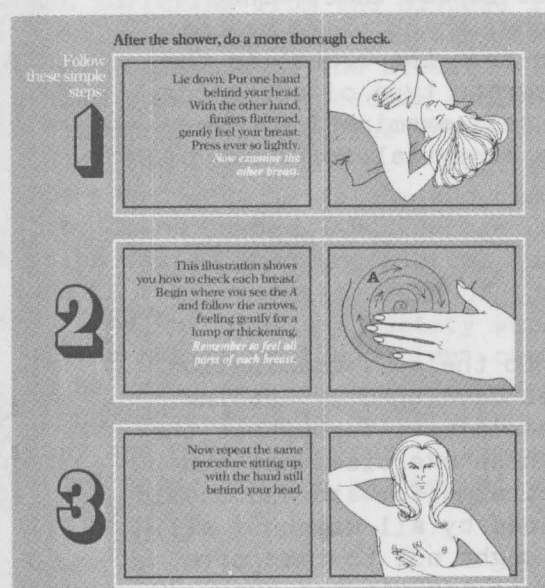 After the shower, do a more thorough check.
Follow
these simple
steps:
1
Lie down. Put one hand
behind your head.
With the other hand,
fingers flattened,
gently feel your breast.
Press ever so lightly.
Now examine the
other breast.
2
This illustration shows
you how to check each breast.
Begin where you see the A
and follow the arrows,
feeling gently for a
lump or thickening.
Remember to feel all
parts of each breast.
A
3
Now repeat the same
procedure sitting up,
with the hand still
behind your head.